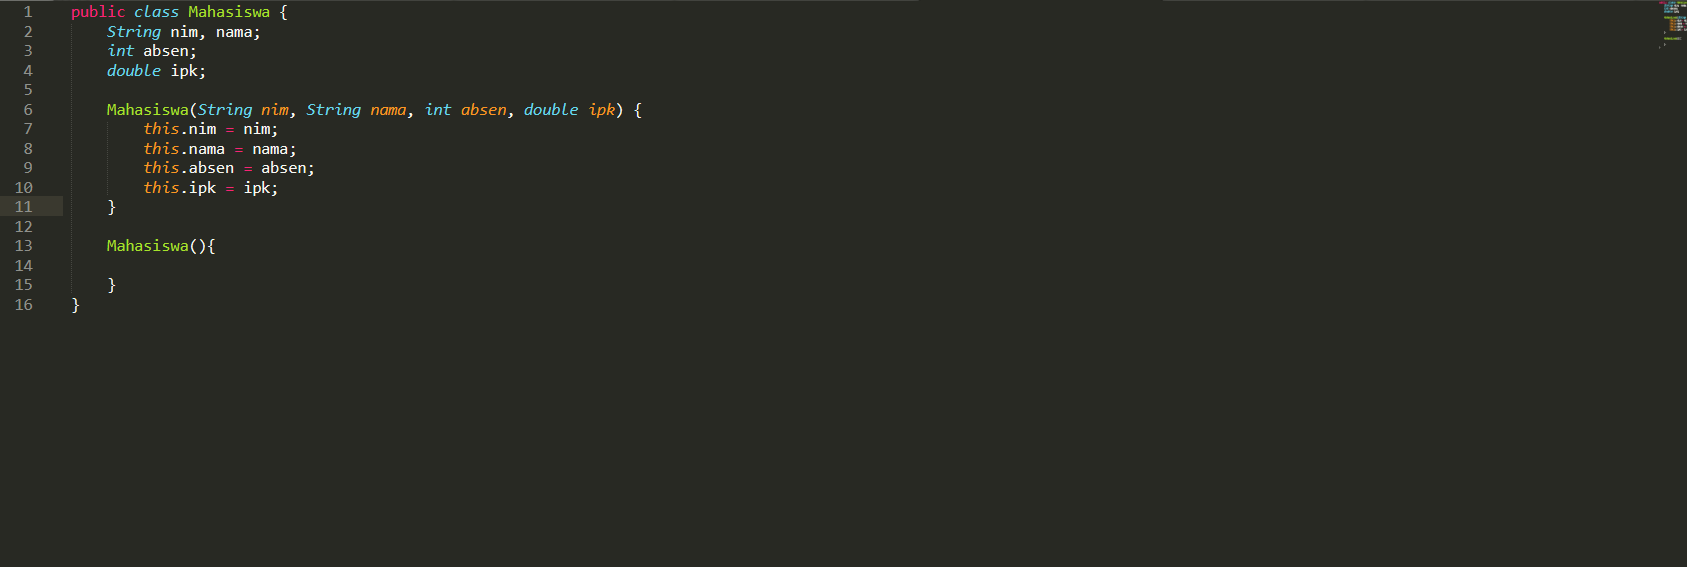 1 public class Mahasiswa {
2 String nim, nama;
3 int absen;
4 double ipk;
5
6 Mahasiswa(String nim, String nama, int absen, double ipk) {
7 this.nim = nim;
8 this.nama = nama;
9 this.absen = absen;
10 this.ipk = ipk;
11 }
12
13 Mahasiswa(){
14
15 }
16 }